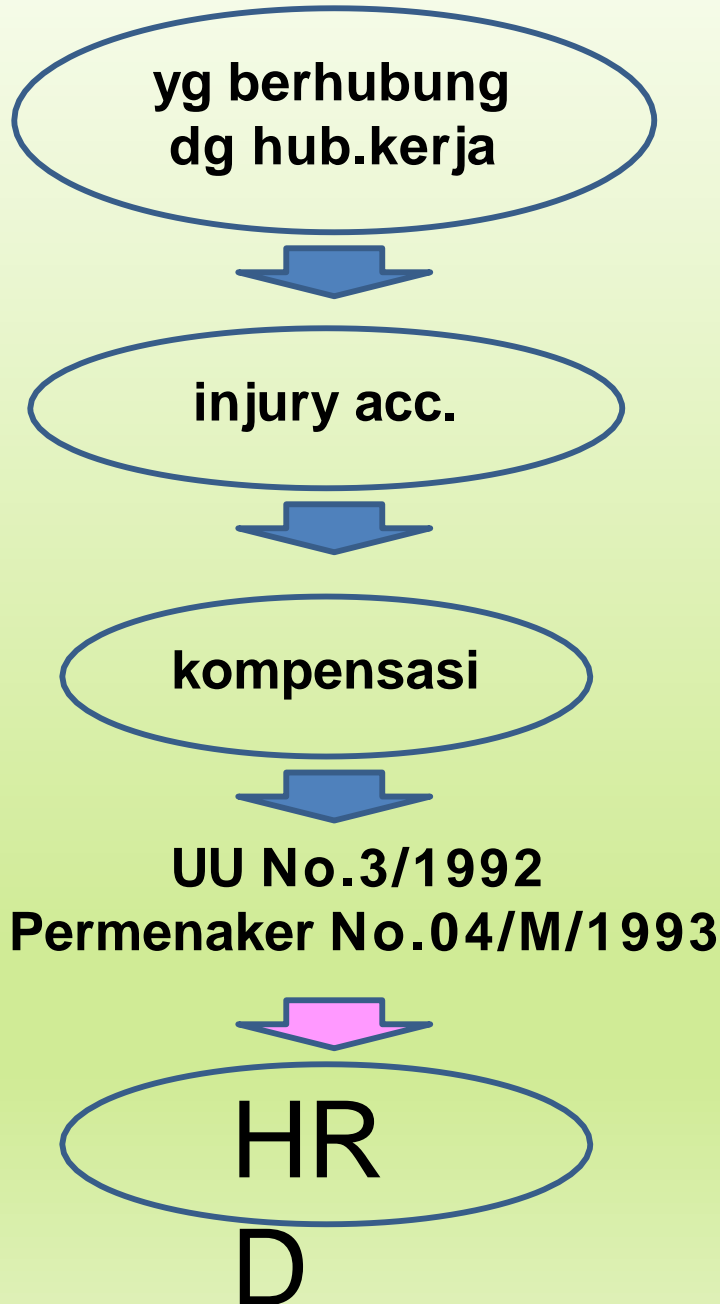 yg berhubung
dg hub.kerja
injury acc.
kompensasi
UU No.3/1992
Permenaker No.04/M/1993
HR
D